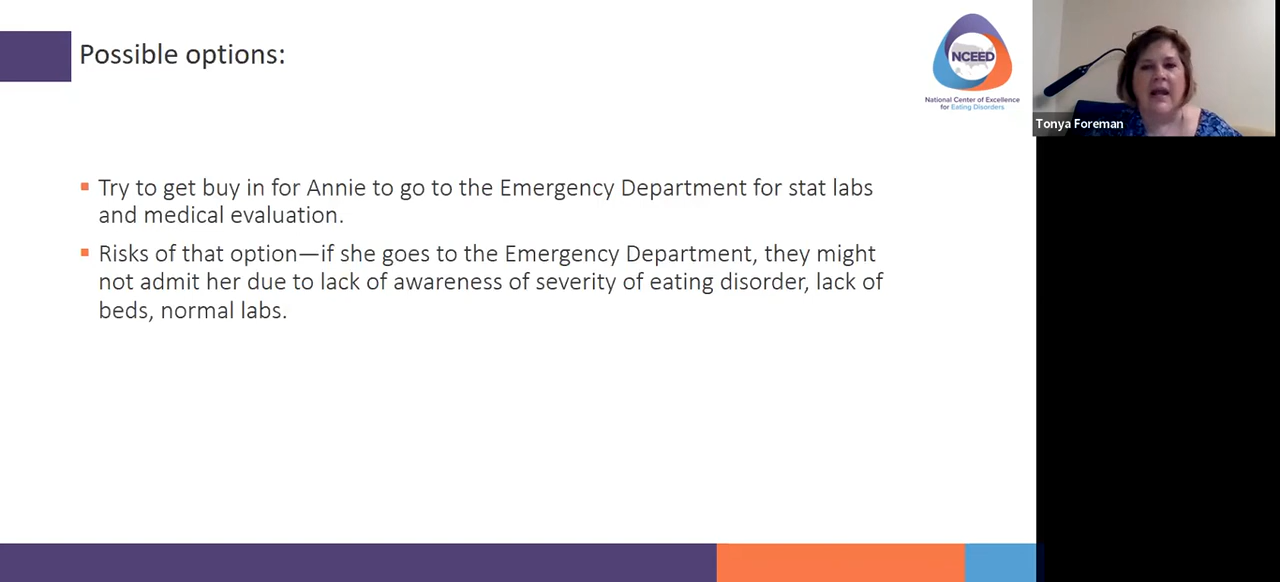 Possible options:
NCEED
National Center of Excellence
for Eating Disorders
Tonya Foreman
▪ Try to get buy in for Annie to go to the Emergency Department for stat labs
and medical evaluation.
▪ Risks of that option—if she goes to the Emergency Department, they might
not admit her due to lack of awareness of severity of eating disorder, lack of
beds, normal labs.